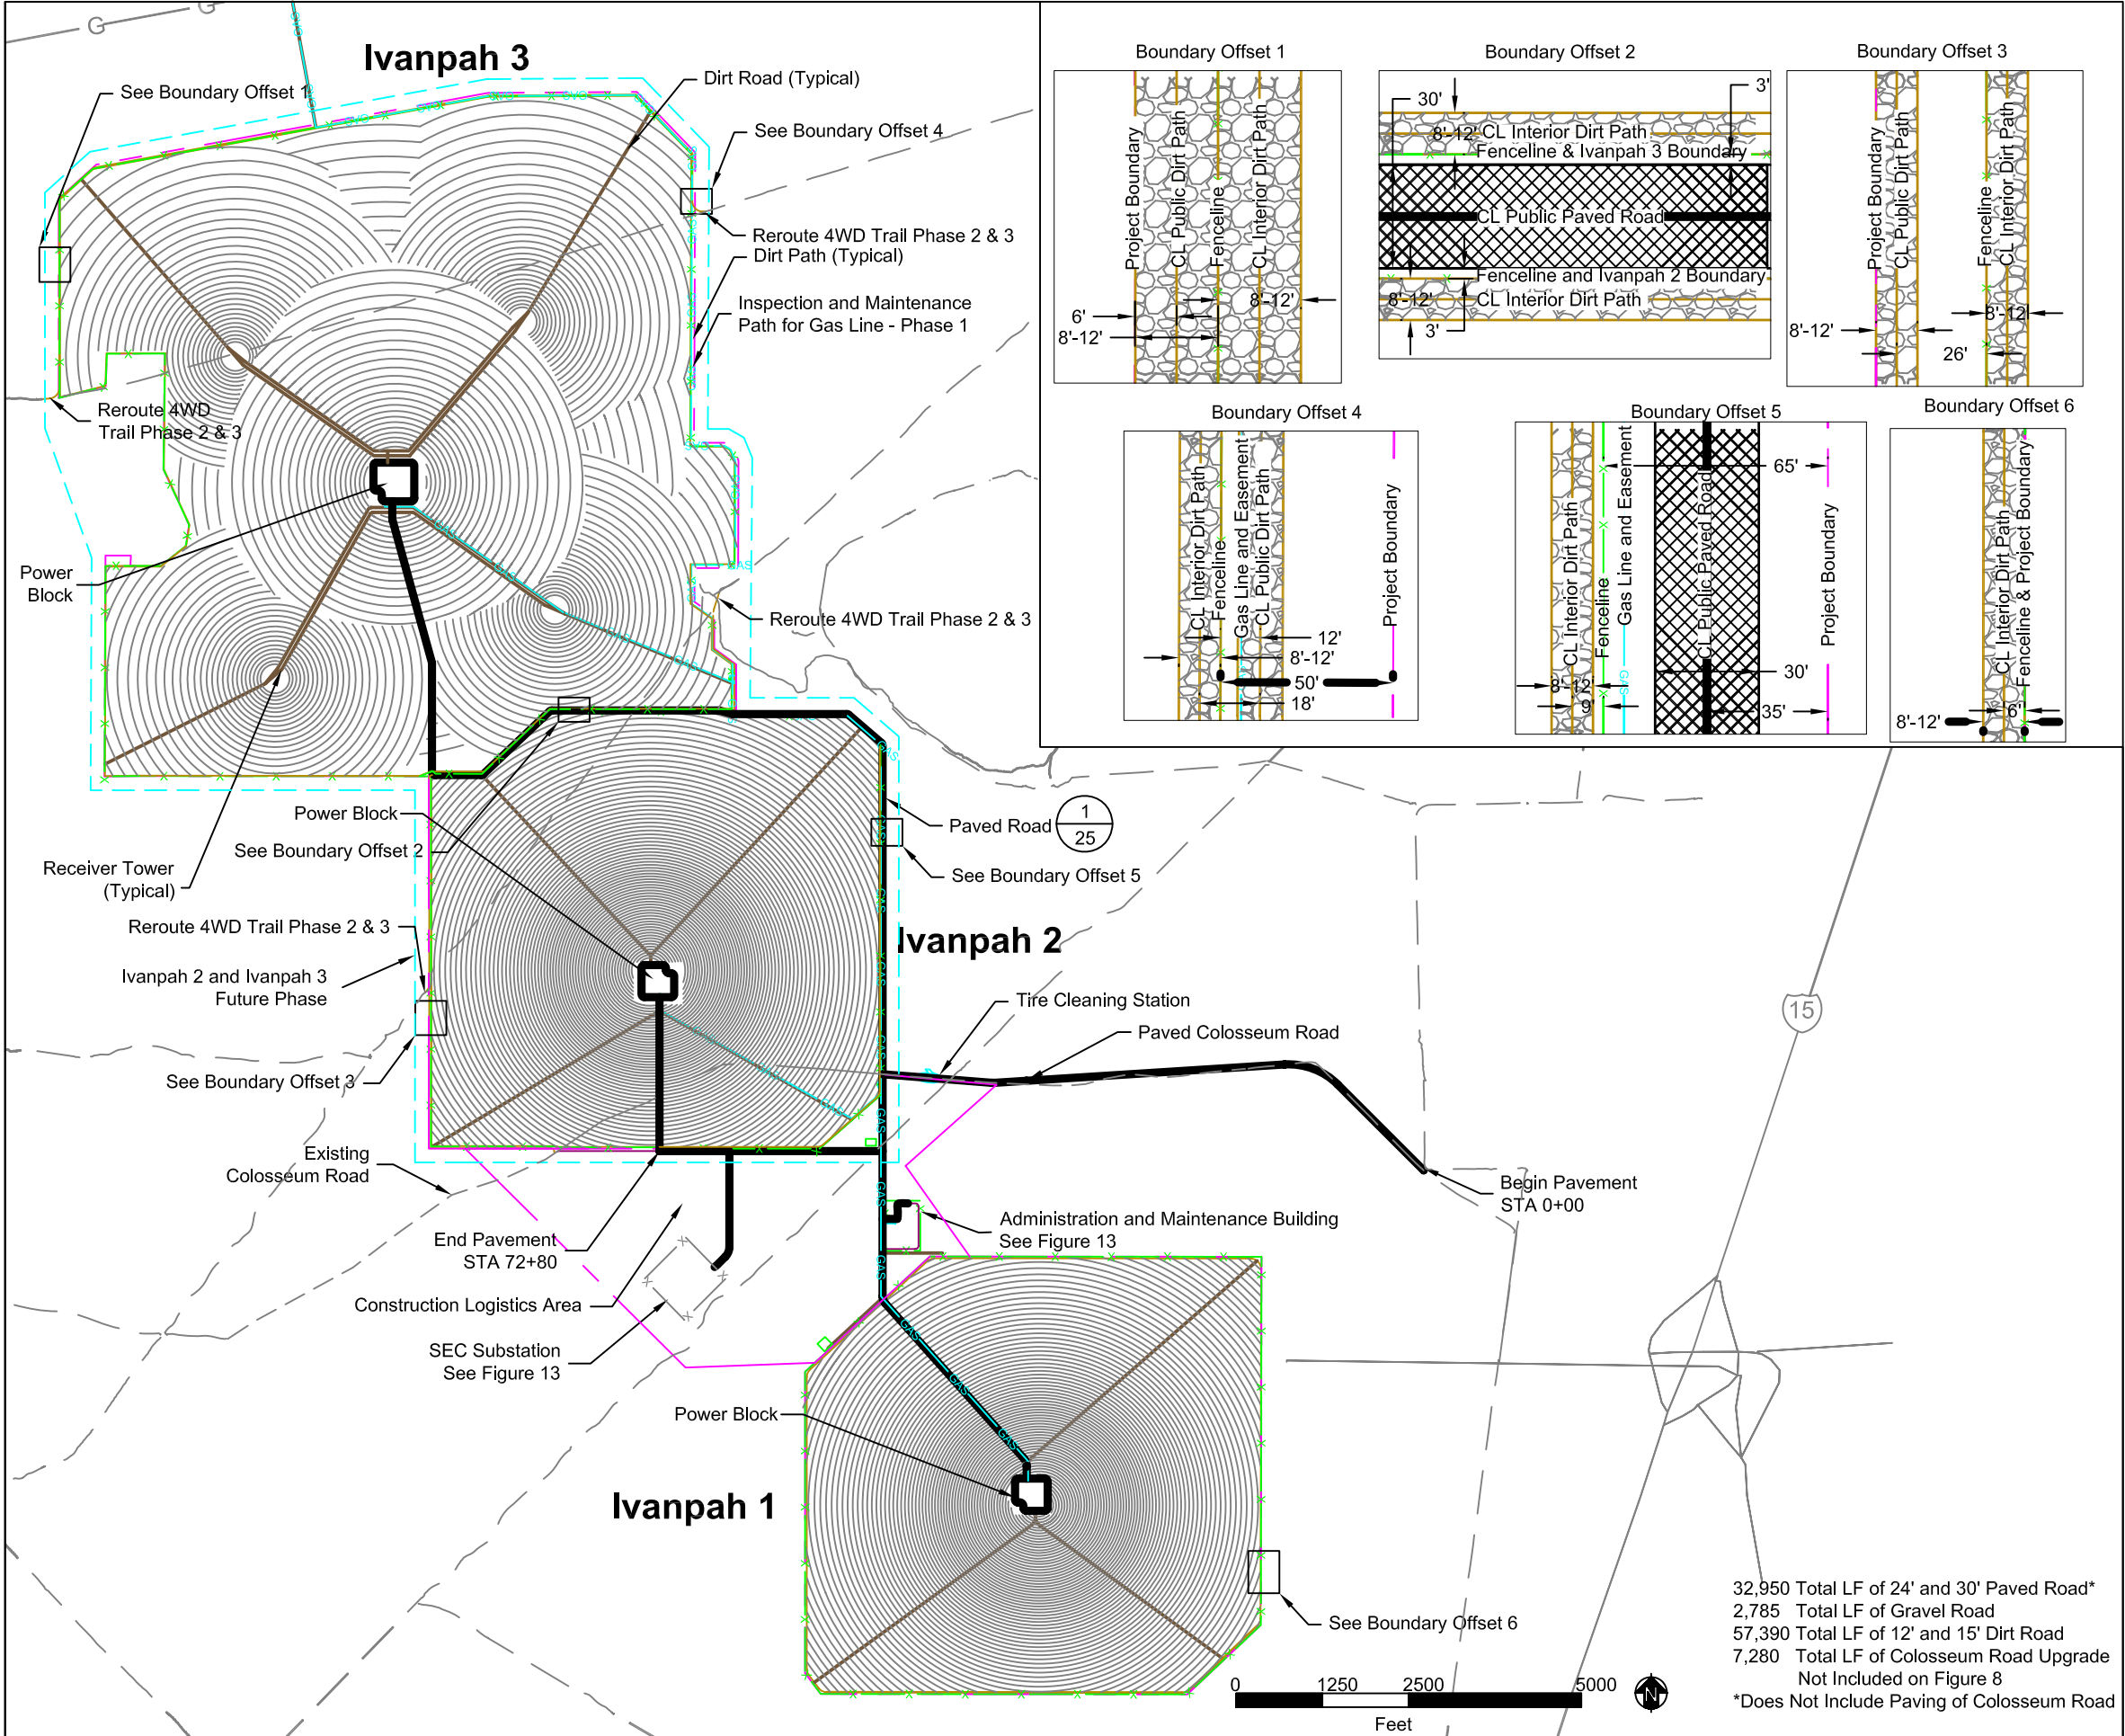 G
G
Ivanpah 3
See Boundary Offset 1
Dirt Road (Typical)
See Boundary Offset 4
Reroute 4WD Trail Phase 2 & 3
Dirt Path (Typical)
Inspection and Maintenance
Path for Gas Line - Phase 1
Reroute 4WD
Trail Phase 2 & 3
Power
Block
Reroute 4WD Trail Phase 2 & 3
GAS
GAS
GAS
GAS
Boundary Offset 1
Project Boundary
CL Public Dirt Path
Fenceline
CL Interior Dirt Path
6'
8'-12'
8'-12'
Boundary Offset 2
30'
3'
8'-12'
CL Interior Dirt Path
Fenceline & Ivanpah 3 Boundary
CL Public Paved Road
Fenceline and Ivanpah 2 Boundary
8'-12'
CL Interior Dirt Path
3'
Boundary Offset 3
Project Boundary
CL Public Dirt Path
Fenceline
CL Interior Dirt Path
8'-12'
8'-12'
26'
Boundary Offset 4
CL Interior Dirt Path
Fenceline
Gas Line and Easement
CL Public Dirt Path
Project Boundary
12'
8'-12'
50'
18'
Boundary Offset 5
CL Interior Dirt Path
Fenceline
Gas Line and Easement
GAS
CL Public Paved Road
Project Boundary
65'
30'
8'-12'
9'
35'
Boundary Offset 6
CL Interior Dirt Path
Fenceline & Project Boundary
8'-12'
6'
Power Block
See Boundary Offset 2
Receiver Tower
(Typical)
Paved Road
1
25
See Boundary Offset 5
Reroute 4WD Trail Phase 2 & 3
Ivanpah 2
Ivanpah 2 and Ivanpah 3
Future Phase
Tire Cleaning Station
15
Paved Colosseum Road
See Boundary Offset 3
GAS
GAS
GAS
GAS
GAS
Existing
Colosseum Road
Begin Pavement
STA 0+00
Administration and Maintenance Building
See Figure 13
End Pavement
STA 72+80
Construction Logistics Area
SEC Substation
See Figure 13
GAS
GAS
GAS
Power Block
Ivanpah 1
See Boundary Offset 6
32,950 Total LF of 24' and 30' Paved Road*
2,785 Total LF of Gravel Road
57,390 Total LF of 12' and 15' Dirt Road
7,280 Total LF of Colosseum Road Upgrade
Not Included on Figure 8
*Does Not Include Paving of Colosseum Road
0 1250 2500 5000
Feet
N